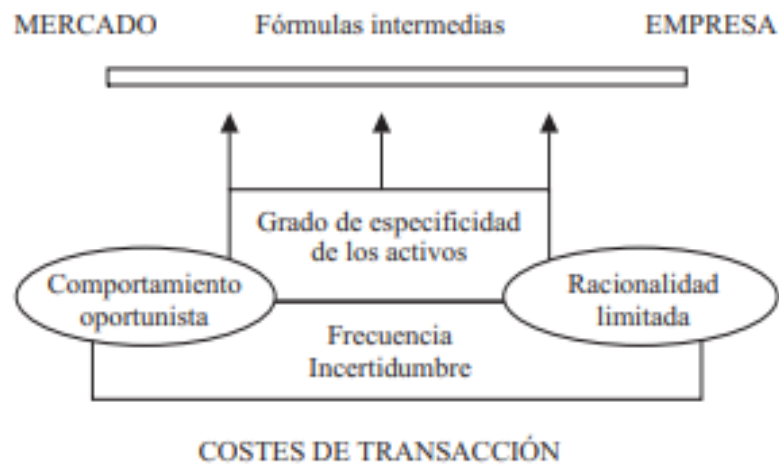 MERCADO Fórmulas intermedias EMPRESA
Grado de especificidad
de los activos
Comportamiento
oportunista
Racionalidad
limitada
Frecuencia
Incertidumbre
COSTES DE TRANSACCIÓN